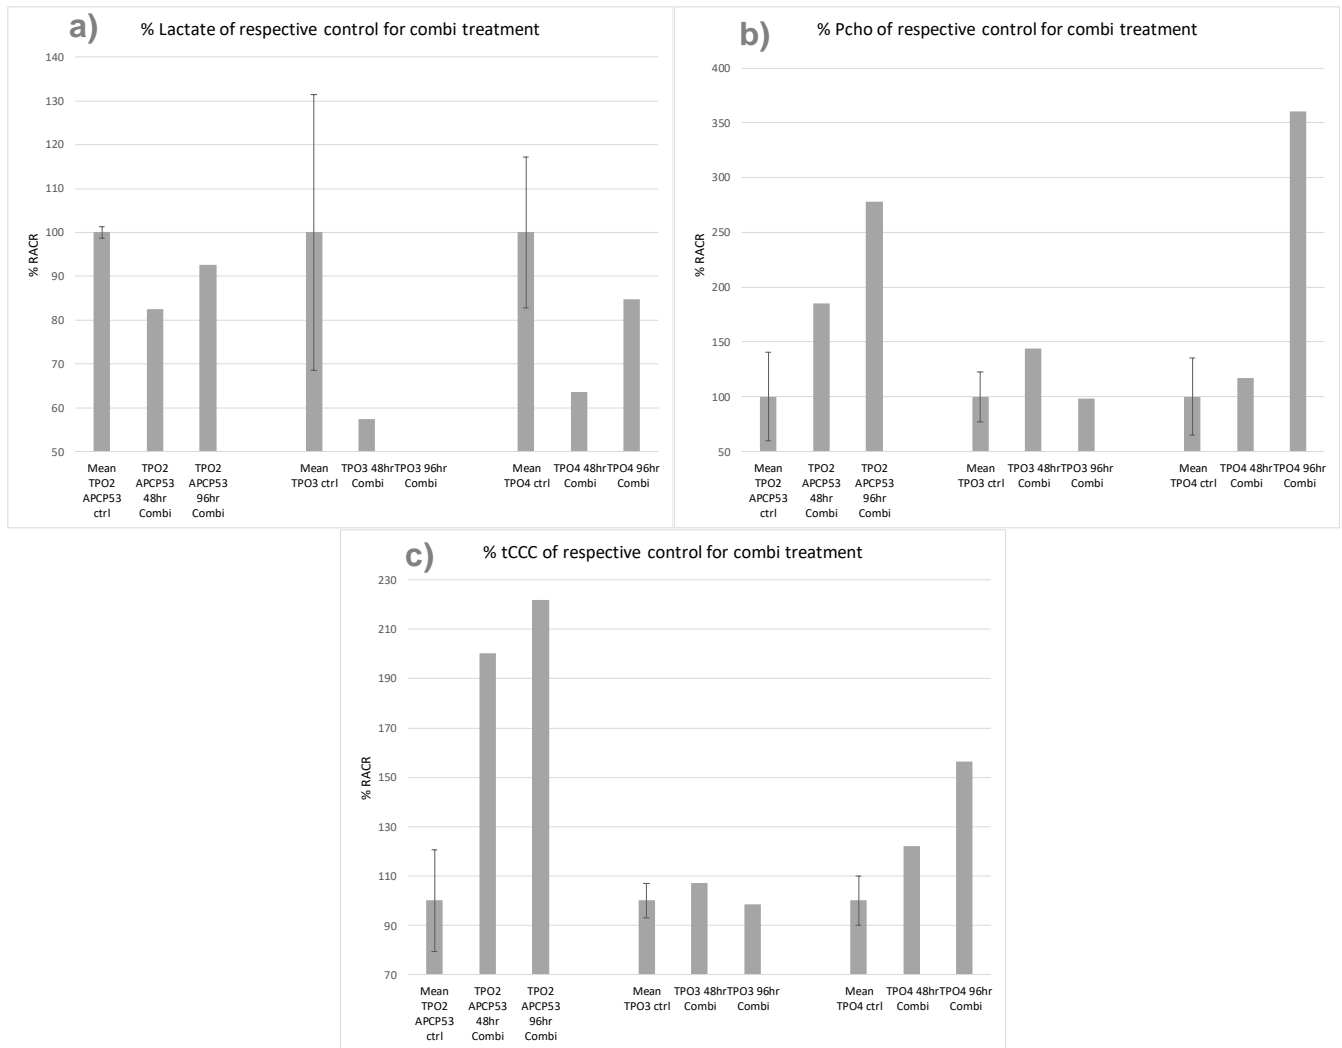 a)
% Lactate of respective control for combi treatment
140
130
120
110
100
90
80
70
60
50
% RACR
Mean TPO2 APCP53 ctrl
TPO2 APCP53 48hr Combi
TPO2 APCP53 96hr Combi
Mean TPO3 ctrl
TPO3 48hr Combi
TPO3 96hr Combi
Mean TPO4 ctrl
TPO4 48hr Combi
TPO4 96hr Combi
b)
% Pcho of respective control for combi treatment
400
350
300
250
200
150
100
50
% RACR
Mean TPO2 APCP53 ctrl
TPO2 APCP53 48hr Combi
TPO2 APCP53 96hr Combi
Mean TPO3 ctrl
TPO3 48hr Combi
TPO3 96hr Combi
Mean TPO4 ctrl
TPO4 48hr Combi
TPO4 96hr Combi
c)
% tCCC of respective control for combi treatment
230
210
190
170
150
130
110
90
70
% RACR
Mean TPO2 APCP53 ctrl
TPO2 APCP53 48hr Combi
TPO2 APCP53 96hr Combi
Mean TPO3 ctrl
TPO3 48hr Combi
TPO3 96hr Combi
Mean TPO4 ctrl
TPO4 48hr Combi
TPO4 96hr Combi